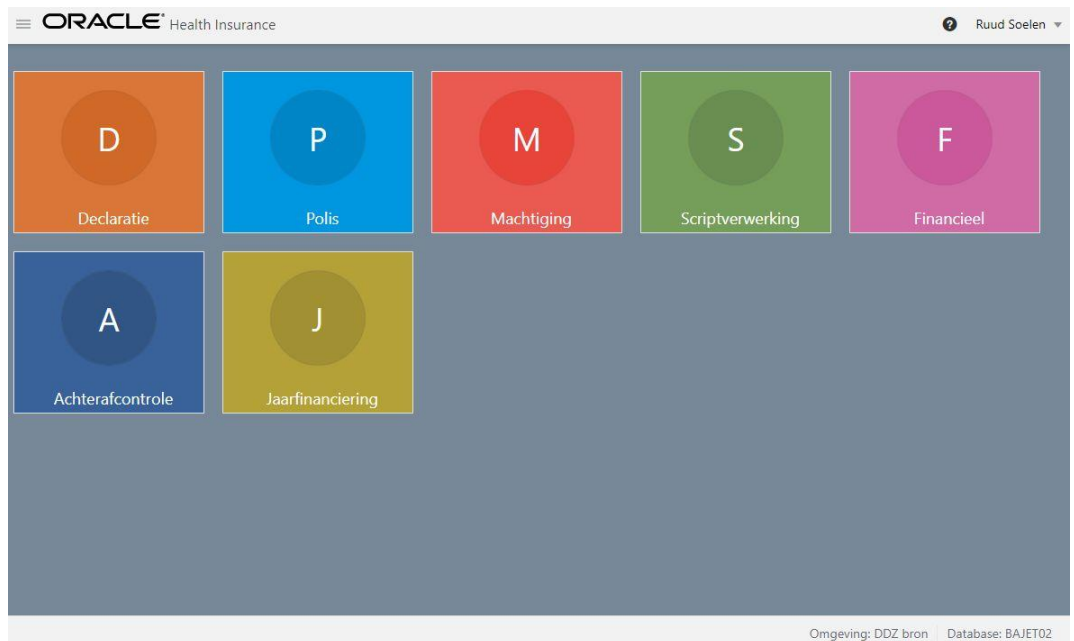 ORACLE® Health Insurance
Ruud Soelen
D
P
M
S
F
Declaratie
Polis
Machtiging
Scriptverwerking
Financieel
A
J
Achterafcontrole
Jaarfinanciering
Omgeving: DDZ bron
Database: BAJET02